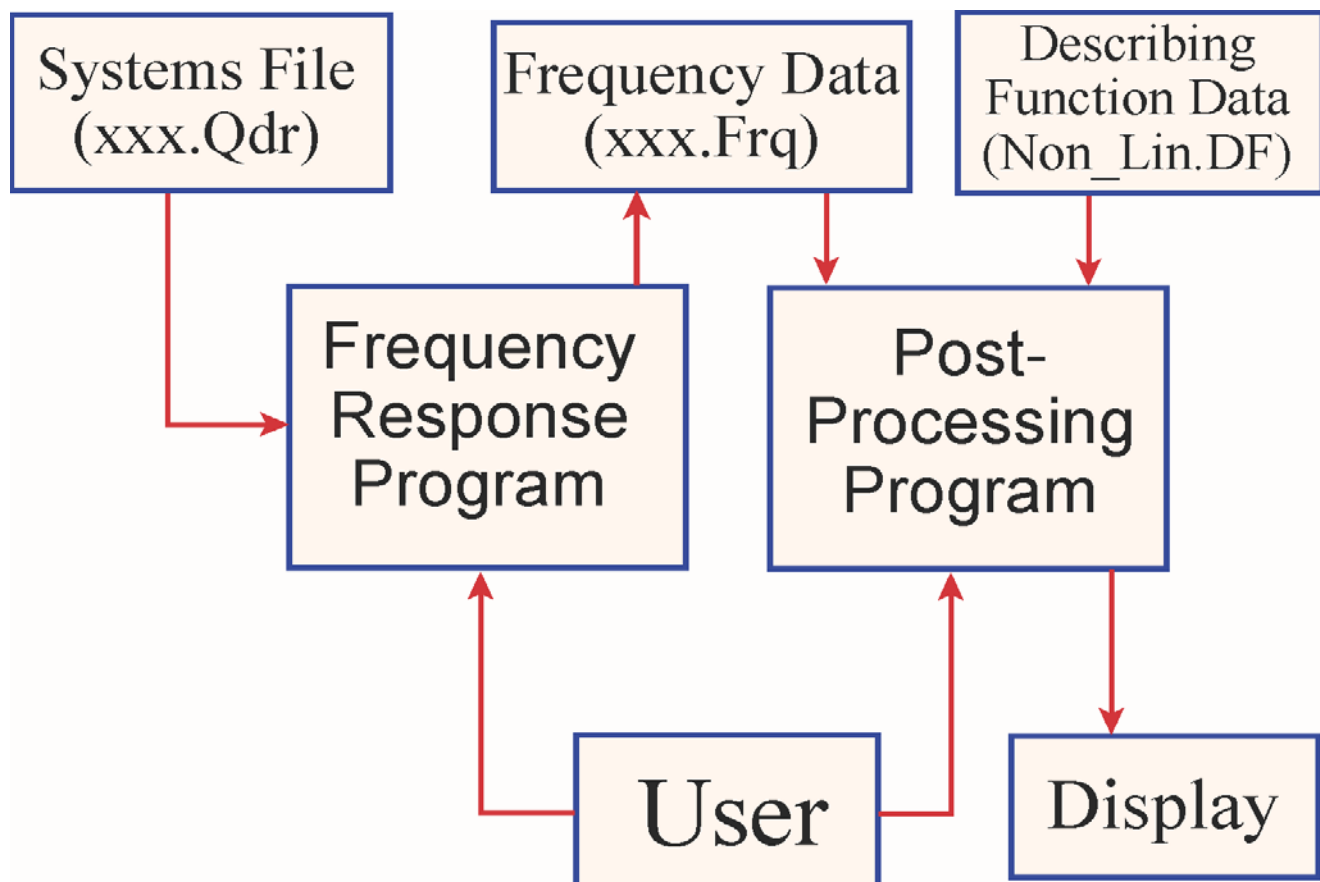 Systems File
(xxx.Qdr)
Frequency Data
(xxx.Frq)
Describing
Function Data
(Non_Lin.DF)
Frequency
Response
Program
Post-
Processing
Program
User
Display